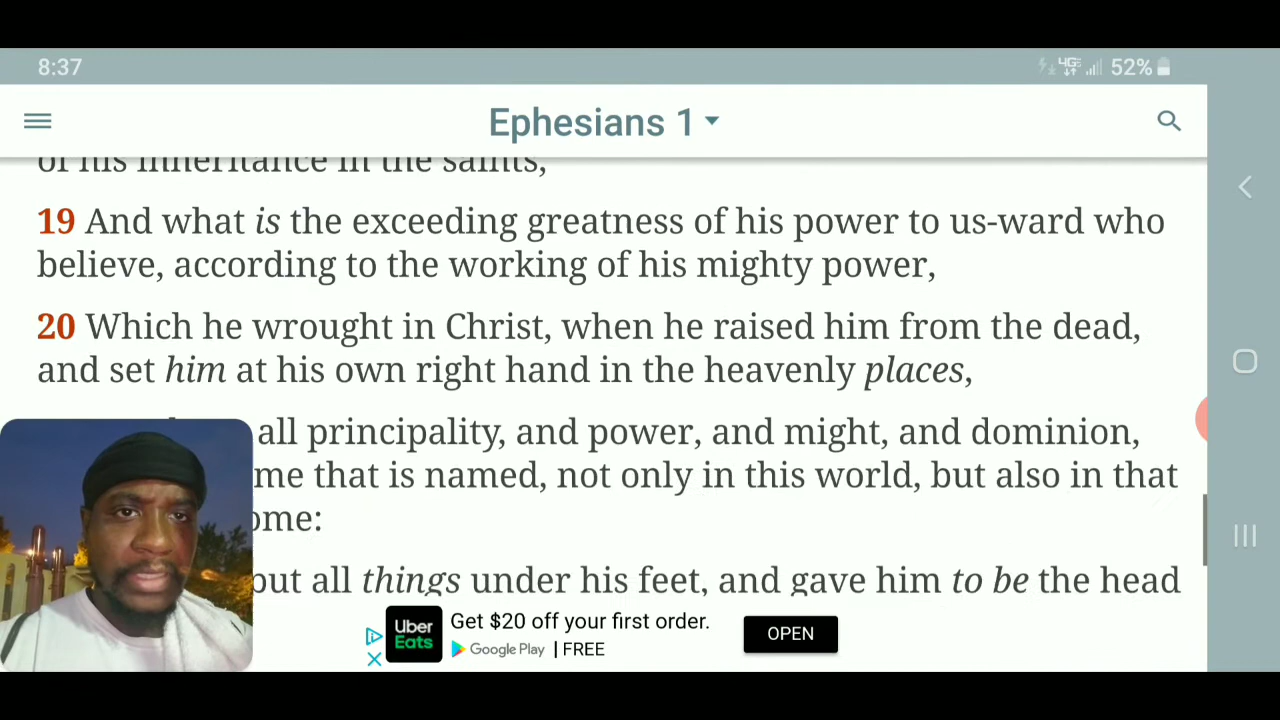 8:37 4G 52%
Ephesians 1
of his inheritance in the saints,
19 And what is the exceeding greatness of his power to us-ward who
believe, according to the working of his mighty power,
20 Which he wrought in Christ, when he raised him from the dead,
and set him at his own right hand in the heavenly places,
all principality, and power, and might, and dominion,
me that is named, not only in this world, but also in that
ome:
put all things under his feet, and gave him to be the head
Uber
Eats
Get $20 off your first order.
Google Play | FREE
OPEN